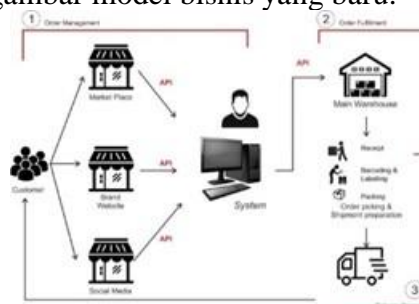 gambar model bisnis yang baru.
1 Order Management
2 Order Fulfilment
Market Place
API
API
Main Warehouse
Customer
Brand
Website
API
System
Receipt
Barcoding &
Labeling
Packing
Order picking &
Shipment preparation
API
Social Media
3